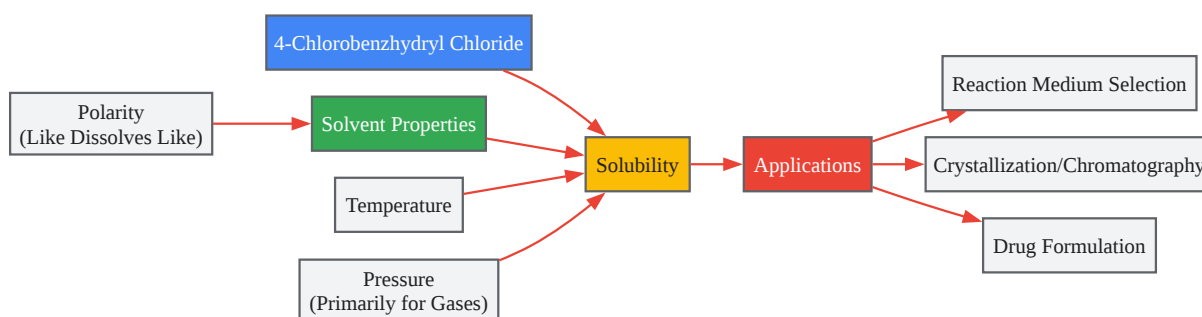 4-Chlorobenzhydryl Chloride
Polarity
(Like Dissolves Like)
Solvent Properties
Temperature
Pressure
(Primarily for Gases)
Solubility
Applications
Reaction Medium Selection
Crystallization/Chromatography
Drug Formulation